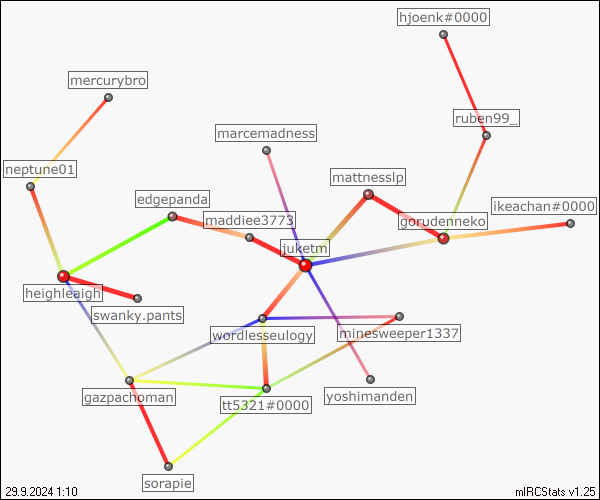 hjoenk#0000
mercurybro
ruben99_
marcemadness
neptune01
mattnesslp
edgepanda
ikeachan#0000
maddiee3773
gorudenneko
juketm
heighleaigh
swanky.pants
wordlesseulogy
minesweeper1337
gazpachoman
yoshimanden
tt5321#0000
sorapie
29.9.2024 1:10
mIRCStats v1.25